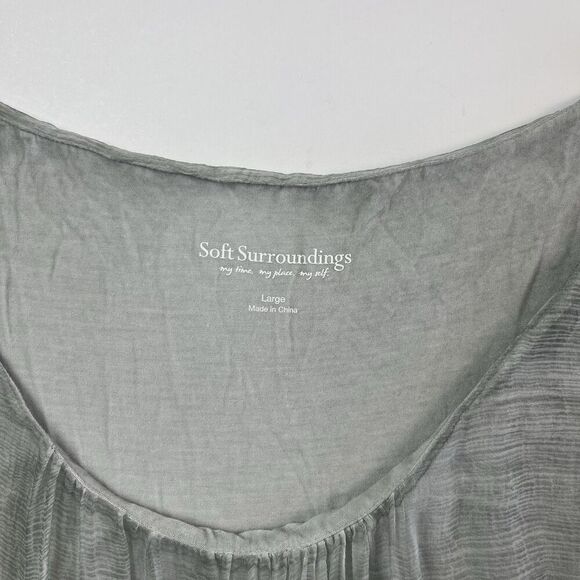 Soft Surroundings
my time. my place. my self.
Large
Made in China